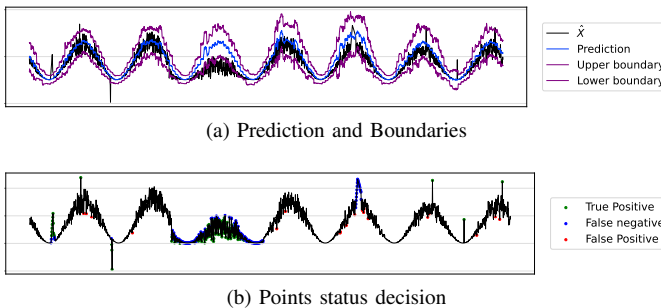 X̂
Prediction
Upper boundary
Lower boundary
(a) Prediction and Boundaries
True Positive
False negative
False Positive
(b) Points status decision